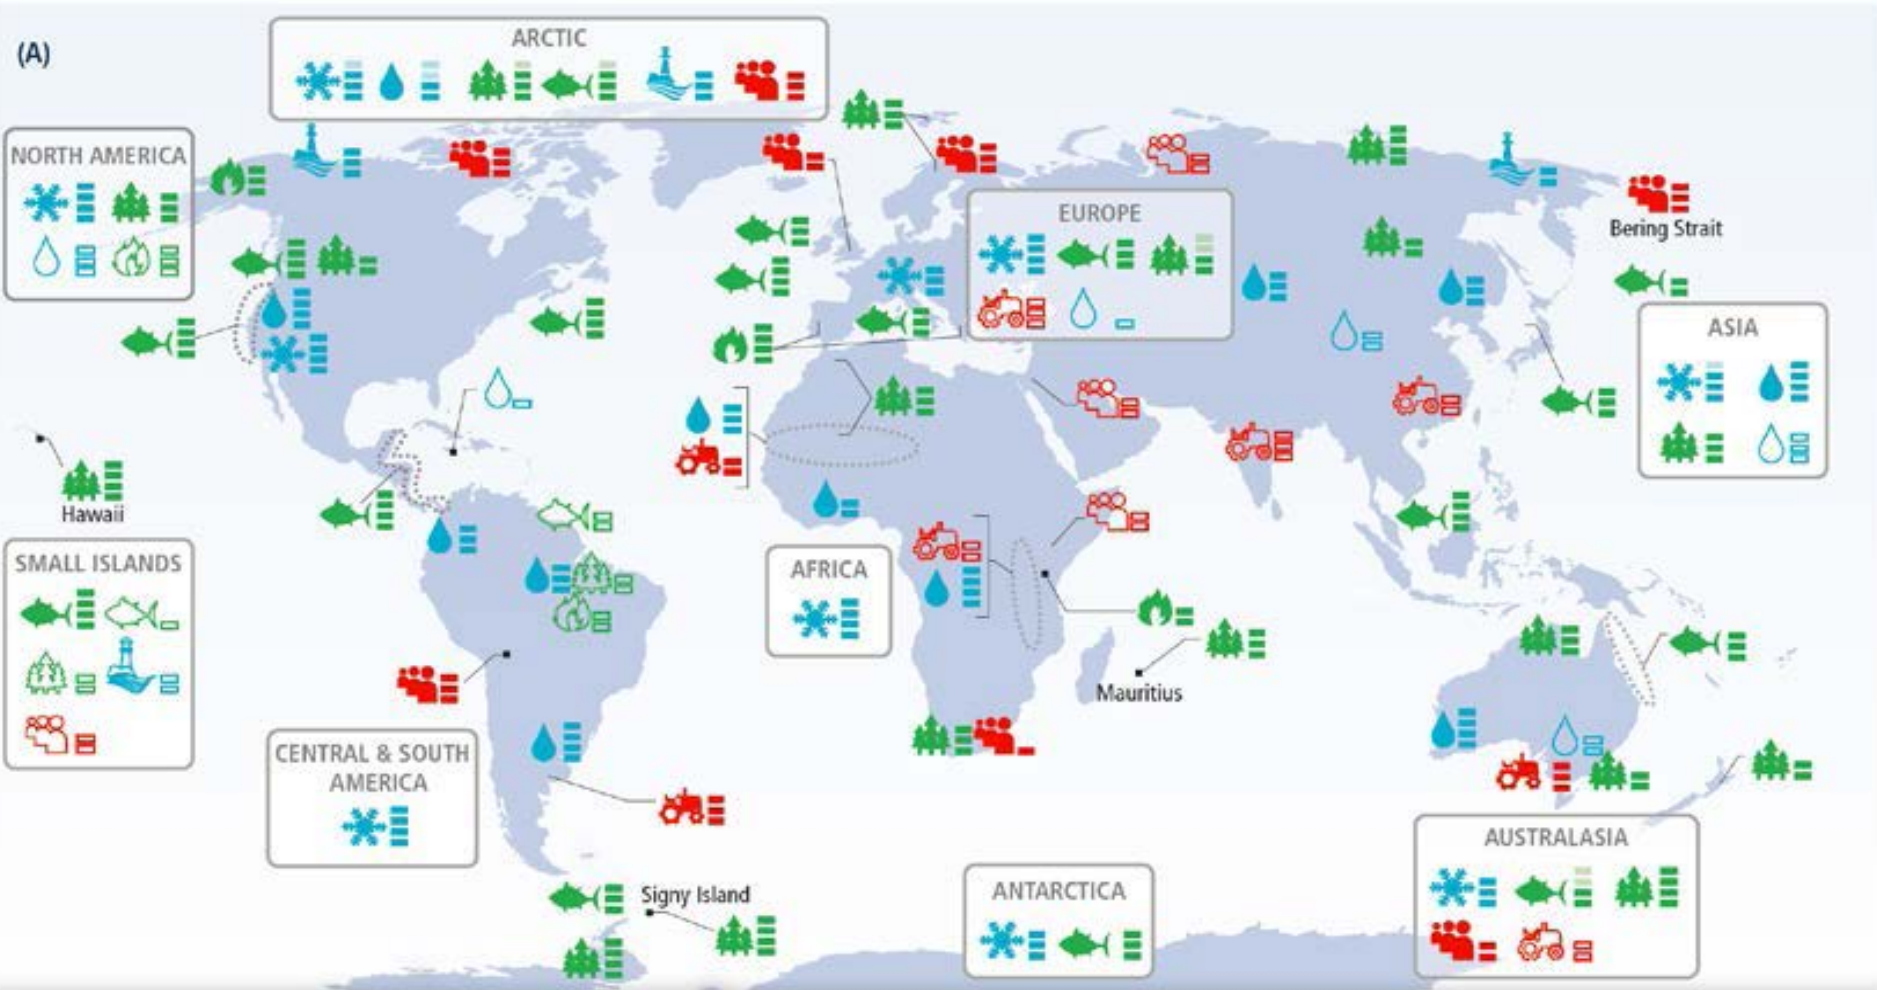 (A)
ARCTIC
NORTH AMERICA
EUROPE
Bering Strait
ASIA
Hawaii
SMALL ISLANDS
AFRICA
Mauritius
CENTRAL & SOUTH
AMERICA
AUSTRALASIA
Signy Island
ANTARCTICA